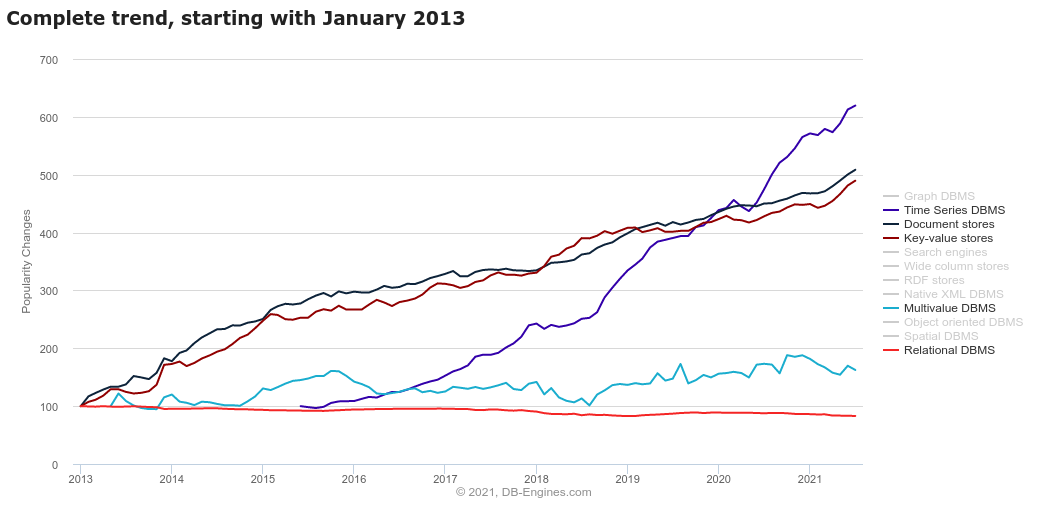 Complete trend, starting with January 2013
700
600
500
400
300
200
100
0
Popularity Changes
2013 2014 2015 2016 2017 2018 2019 2020 2021
© 2021, DB-Engines.com
Graph DBMS
Time Series DBMS
Document stores
Key-value stores
Search engines
Wide column stores
RDF stores
Native XML DBMS
Multivalue DBMS
Object oriented DBMS
Spatial DBMS
Relational DBMS